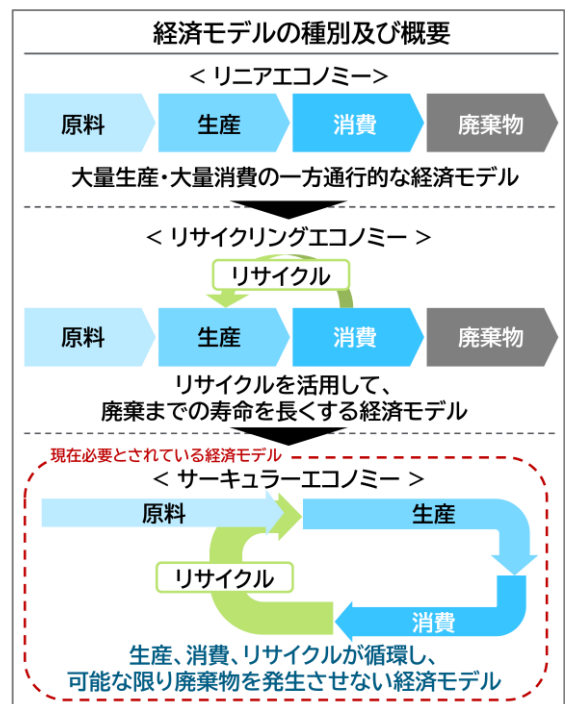 経済モデルの種別及び概要
< リニアエコノミー>
原料 生産 消費 廃棄物
大量生産・大量消費の一方通行的な経済モデル
< リサイクリングエコノミー >
リサイクル
原料 生産 消費 廃棄物
リサイクルを活用して、
廃棄までの寿命を長くする経済モデル
現在必要とされている経済モデル
< サーキュラーエコノミー >
原料 生産
リサイクル
消費
生産、消費、リサイクルが循環し、
可能な限り廃棄物を発生させない経済モデル